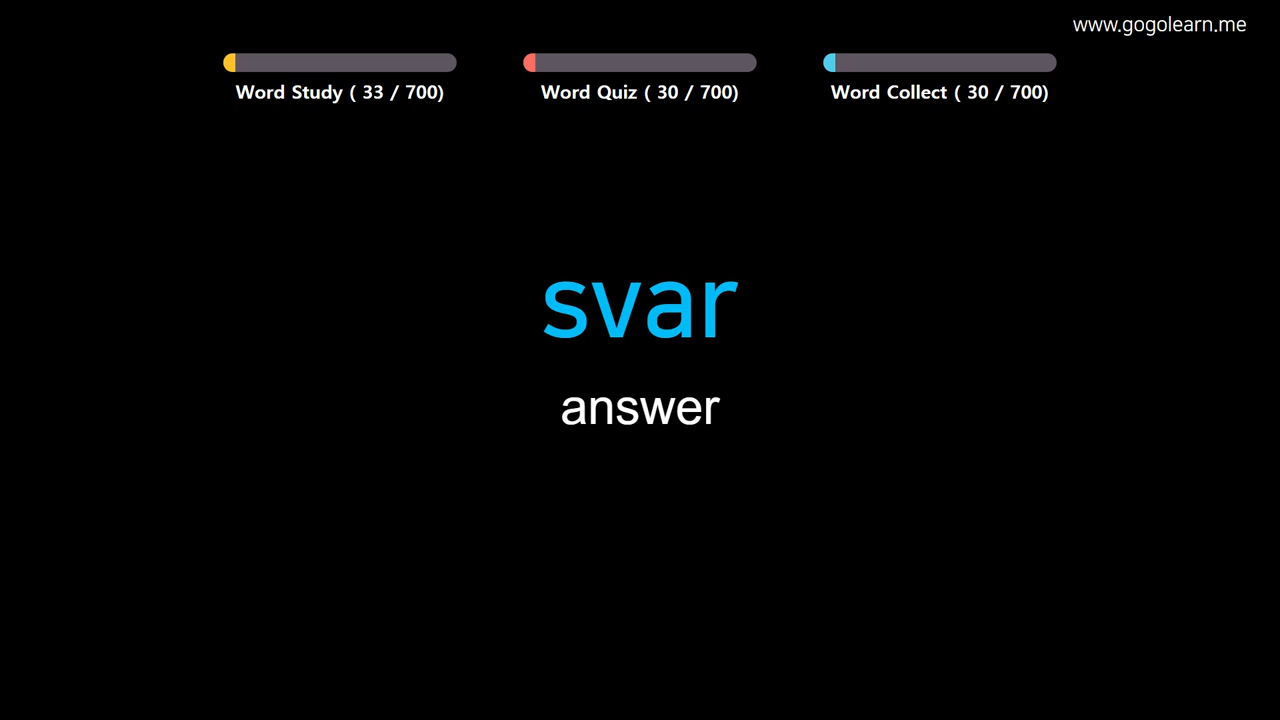 www.gogolearn.me
Word Study ( 33 / 700)
Word Quiz ( 30 / 700)
Word Collect ( 30 / 700)
svar
answer